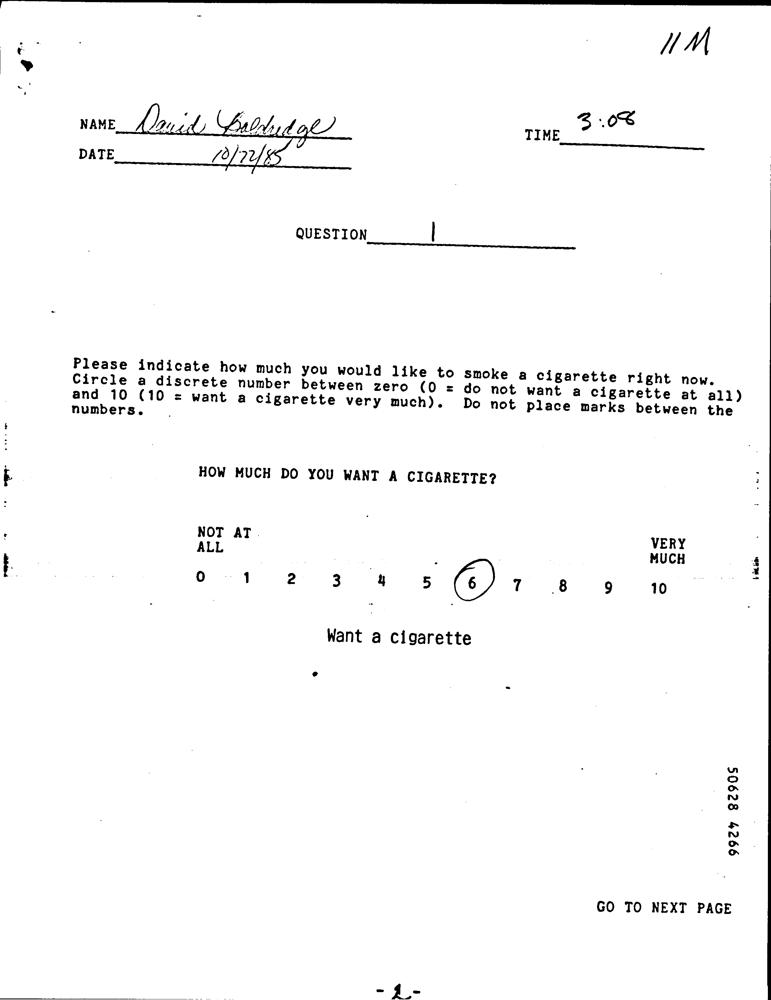 11 M
NAME David Baldridge
TIME 3:08
DATE 10/22/85
QUESTION 1
Please indicate how much you would like to smoke a cigarette right now.
Circle a discrete number between zero (0 = do not want a cigarette at all)
and 10 (10 = want a cigarette very much). Do not place marks between the
numbers.
HOW MUCH DO YOU WANT A CIGARETTE?
NOT AT
ALL
VERY
MUCH
0 1 2 3 4 5 6 7 8 9 10
Want a cigarette
50628 4266
GO TO NEXT PAGE